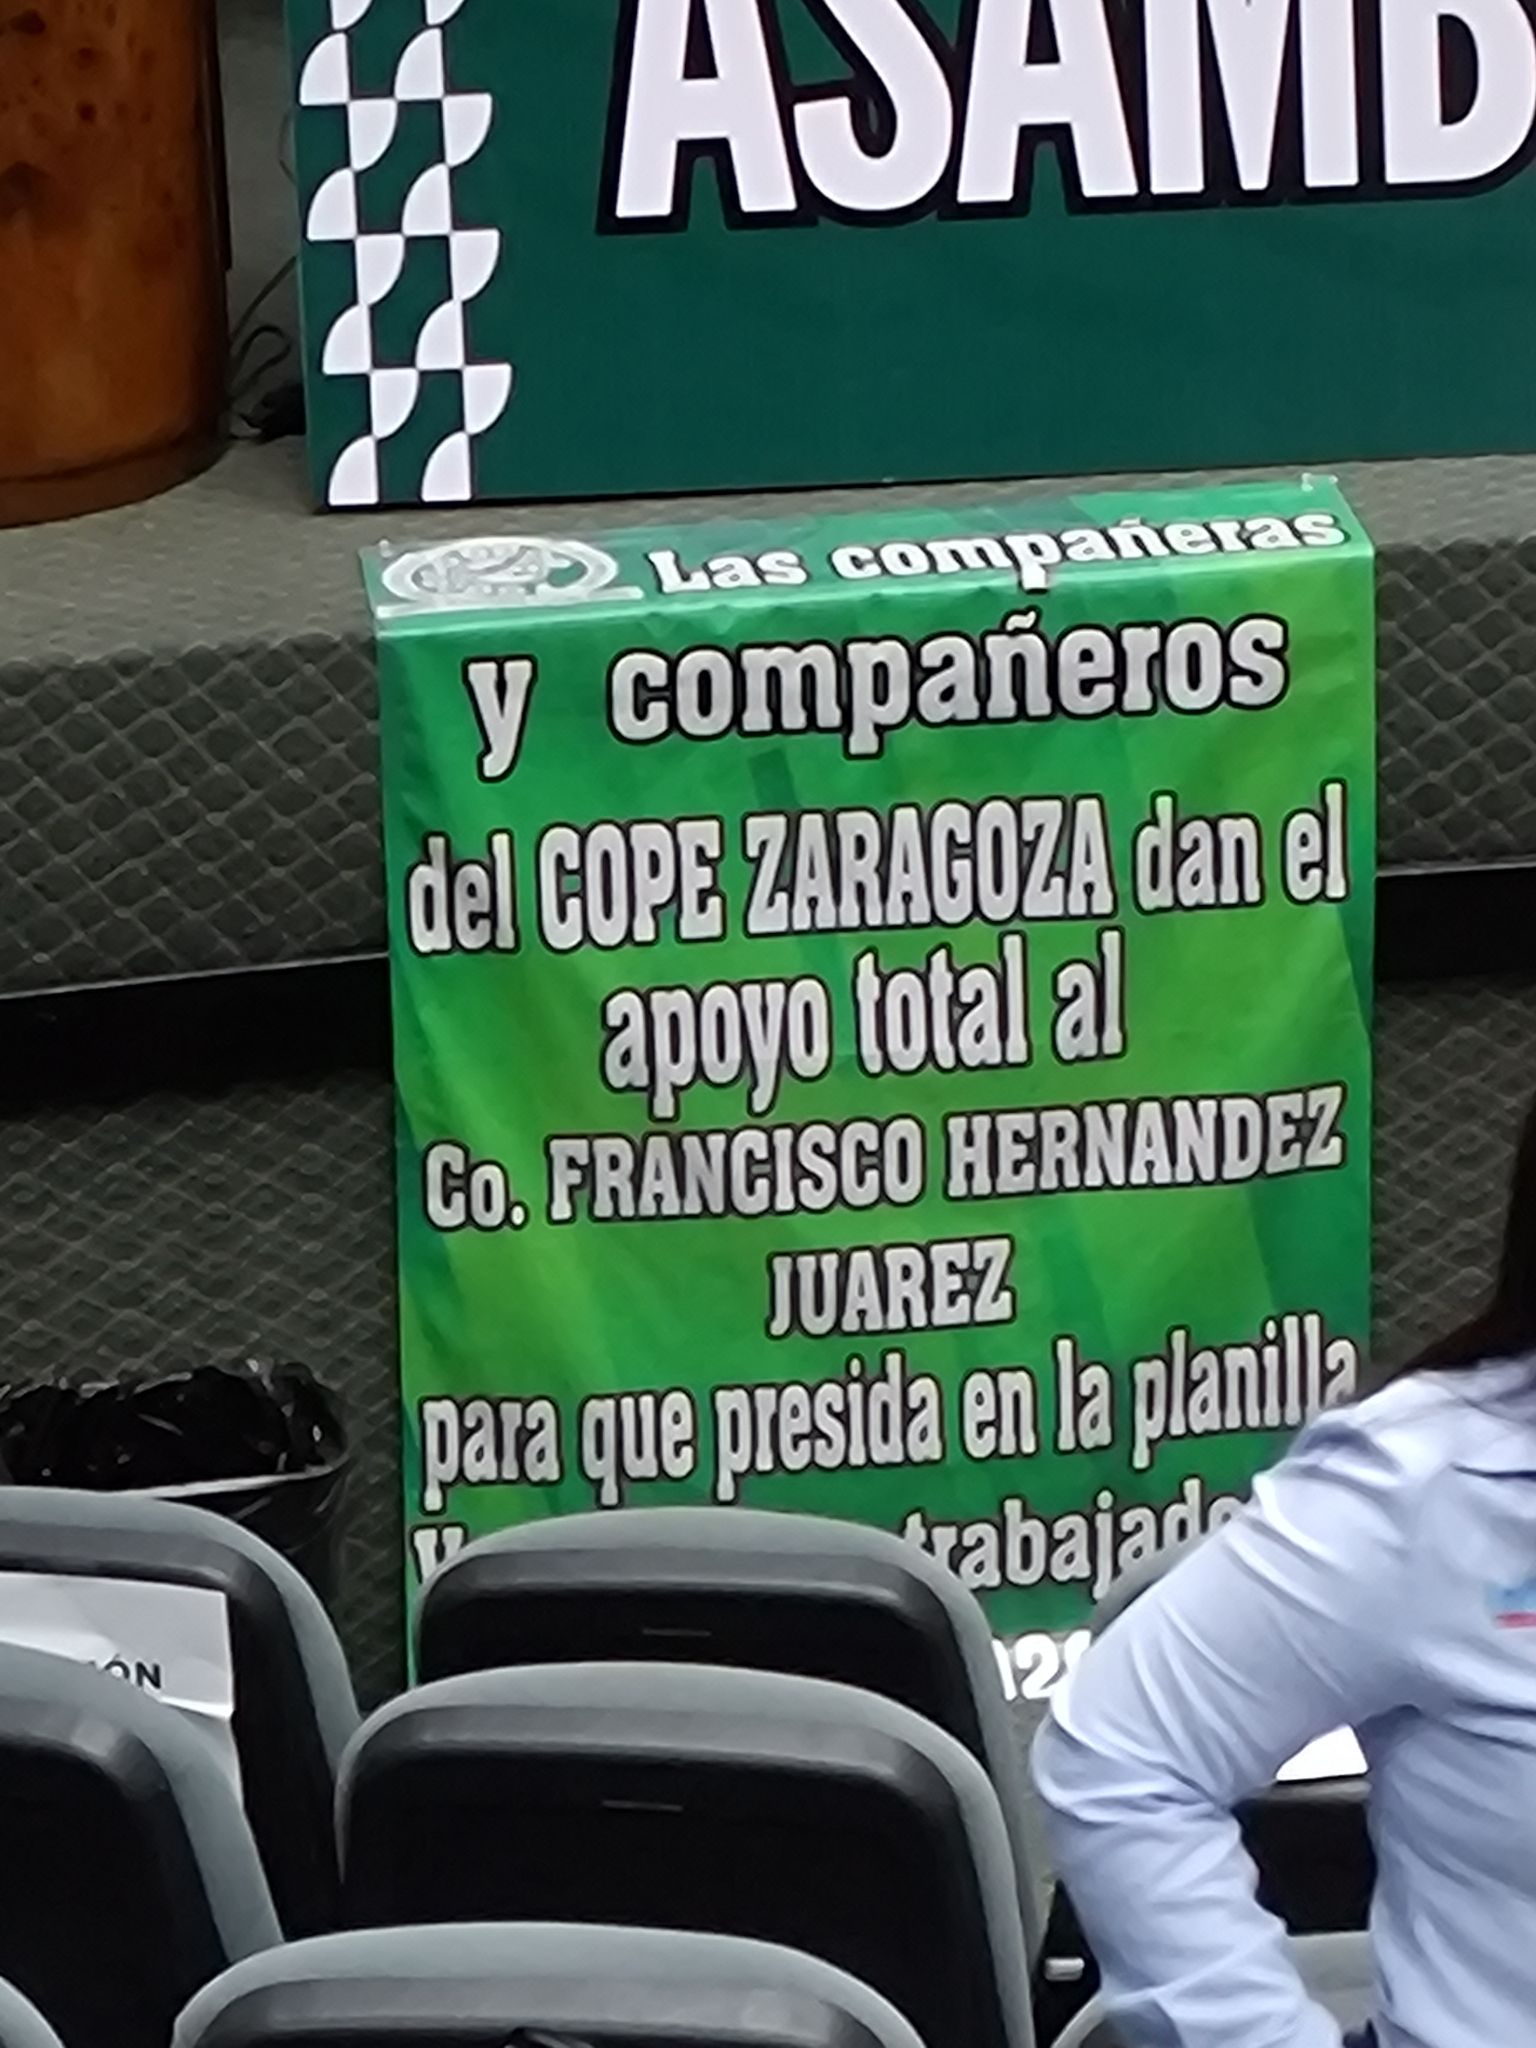 ASAMB
Las compañeras
y compañeros
del COPE ZARAGOZA dan el
apoyo total al
Co. FRANCISCO HERNANDEZ
JUAREZ
para que presida en la planilla